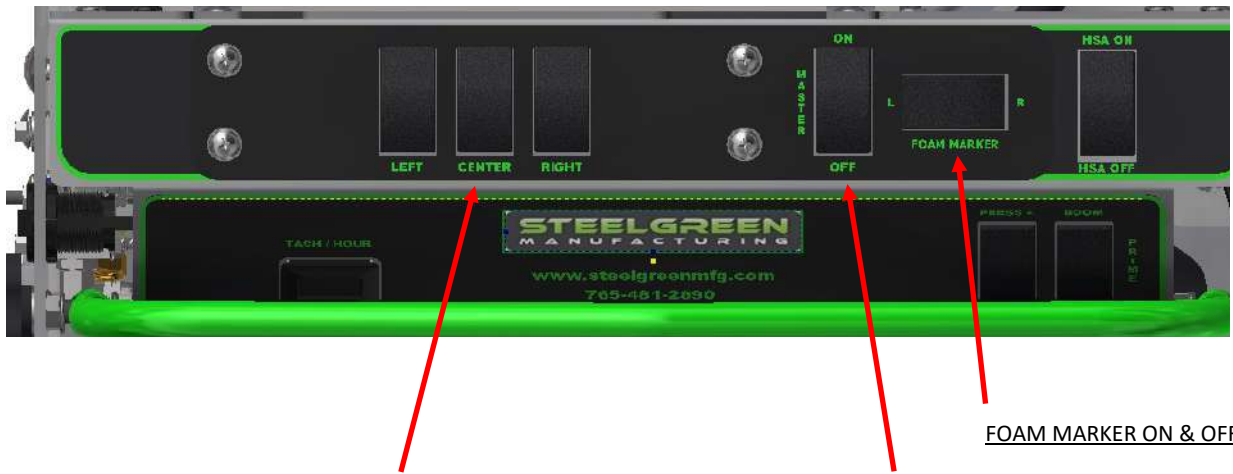 ON
HSA ON
MASTER
L
R
FOAM MARKER
LEFT
CENTER
RIGHT
OFF
HSA OFF
STEELGREEN
MANUFACTURING
TACH / HOUR
www.steelgreenmfg.com
765-481-2890
PRESS +
BOOM
PRIME
FOAM MARKER ON & OFF